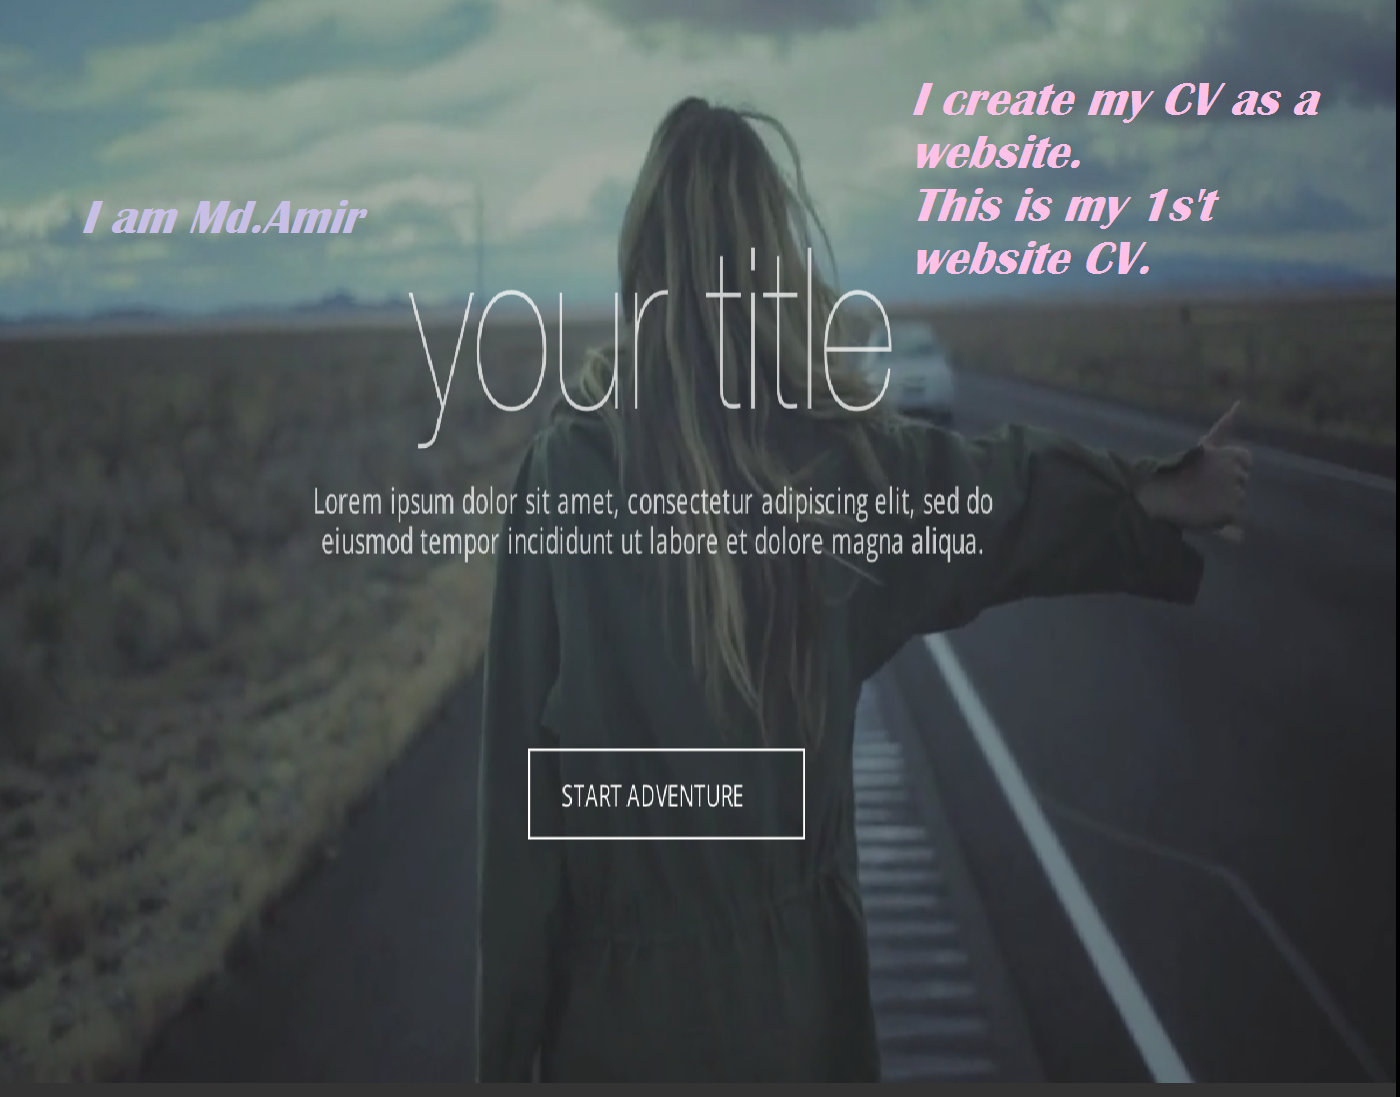 I create my CV as a
website.
This is my 1s't
website CV.
I am Md.Amir
your title
Lorem ipsum dolor sit amet, consectetur adipiscing elit, sed do
eiusmod tempor incididunt ut labore et dolore magna aliqua.
START ADVENTURE